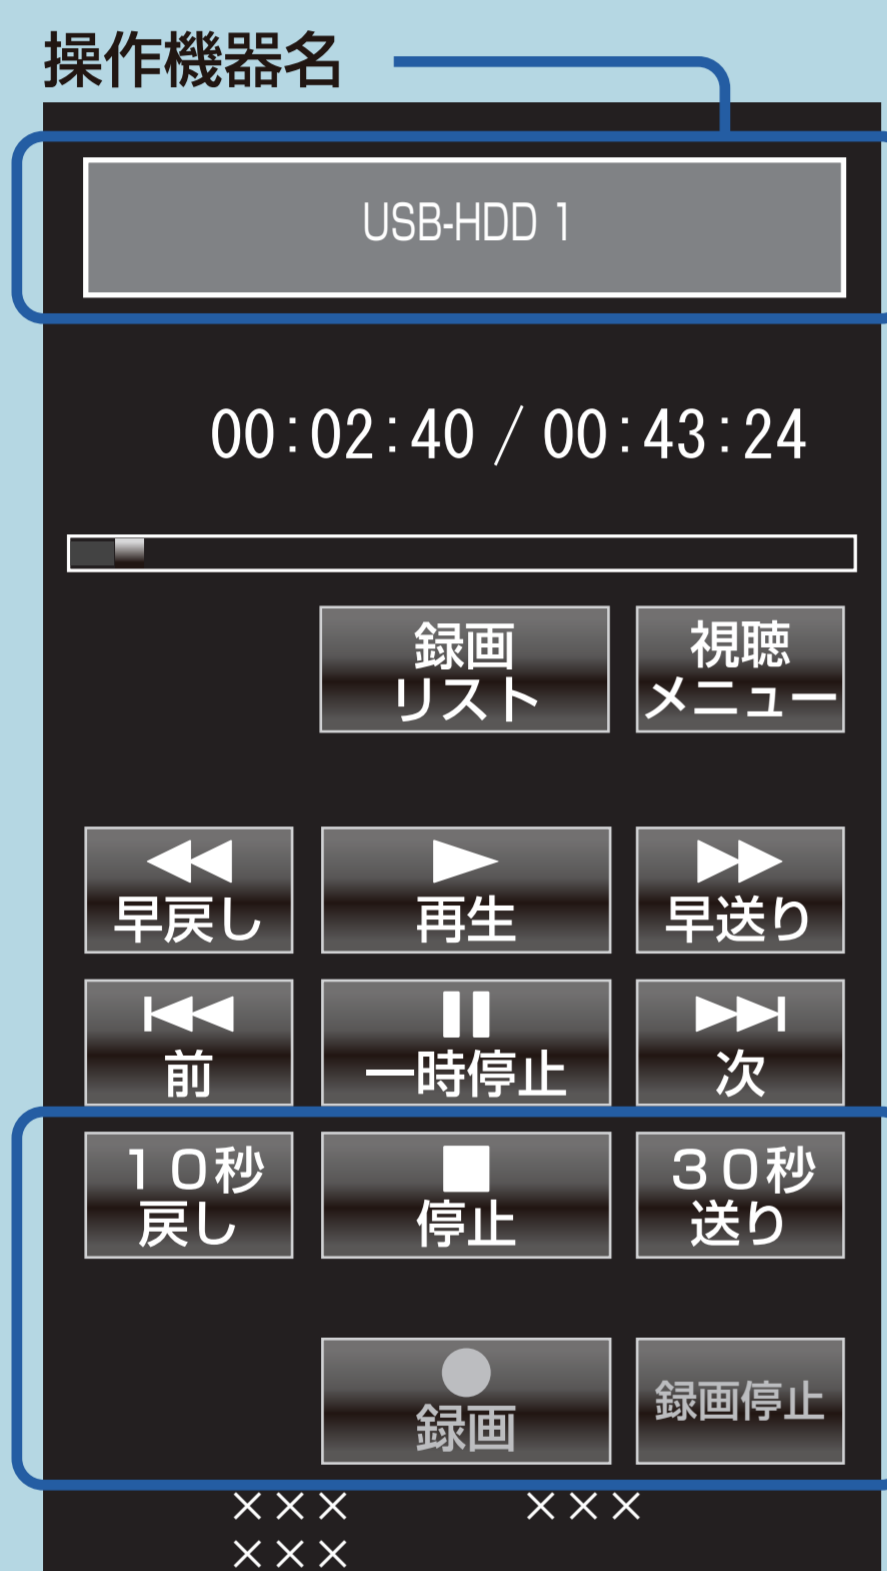 操作機器名
USB-HDD 1
00:02:40 / 00:43:24
録画
リスト
視聴
メニュー
早戻し
再生
早送り
前
一時停止
次
10秒
戻し
停止
30秒
送り
録画
録画停止
××× ×××
×××